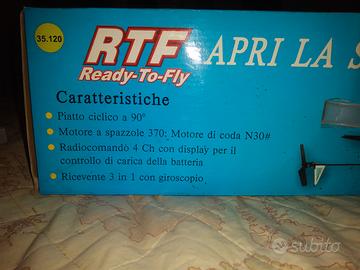 35.120
RTF
Ready-To-Fly
APRI LA S
Caratteristiche
Piatto ciclico a 90°
Motore a spazzole 370; Motore di coda N30#
Radiocomando 4 Ch con display per il
controllo di carica della batteria
Ricevente 3 in 1 con giroscopio
subito